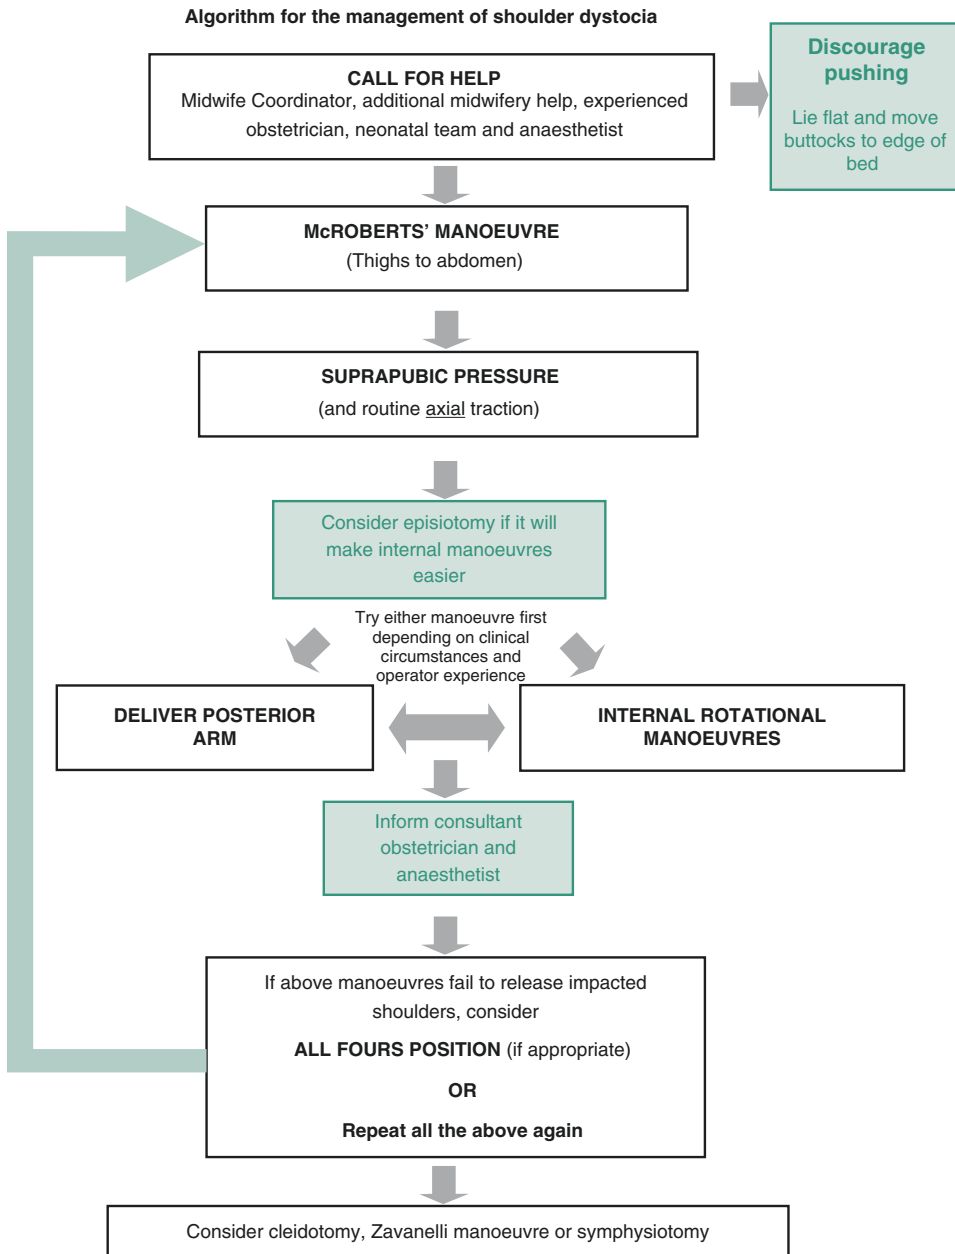 Algorithm for the management of shoulder dystocia
CALL FOR HELP
Midwife Coordinator, additional midwifery help, experienced
obstetrician, neonatal team and anaesthetist
Discourage
pushing
Lie flat and move
buttocks to edge of
bed
McROBERTS' MANOEUVRE
(Thighs to abdomen)
SUPRAPUBIC PRESSURE
(and routine axial traction)
Consider episiotomy if it will
make internal manoeuvres
easier
Try either manoeuvre first
depending on clinical
circumstances and
operator experience
DELIVER POSTERIOR
ARM
INTERNAL ROTATIONAL
MANOEUVRES
Inform consultant
obstetrician and
anaesthetist
If above manoeuvres fail to release impacted
shoulders, consider
ALL FOURS POSITION (if appropriate)
OR
Repeat all the above again
Consider cleidotomy, Zavanelli manoeuvre or symphysiotomy